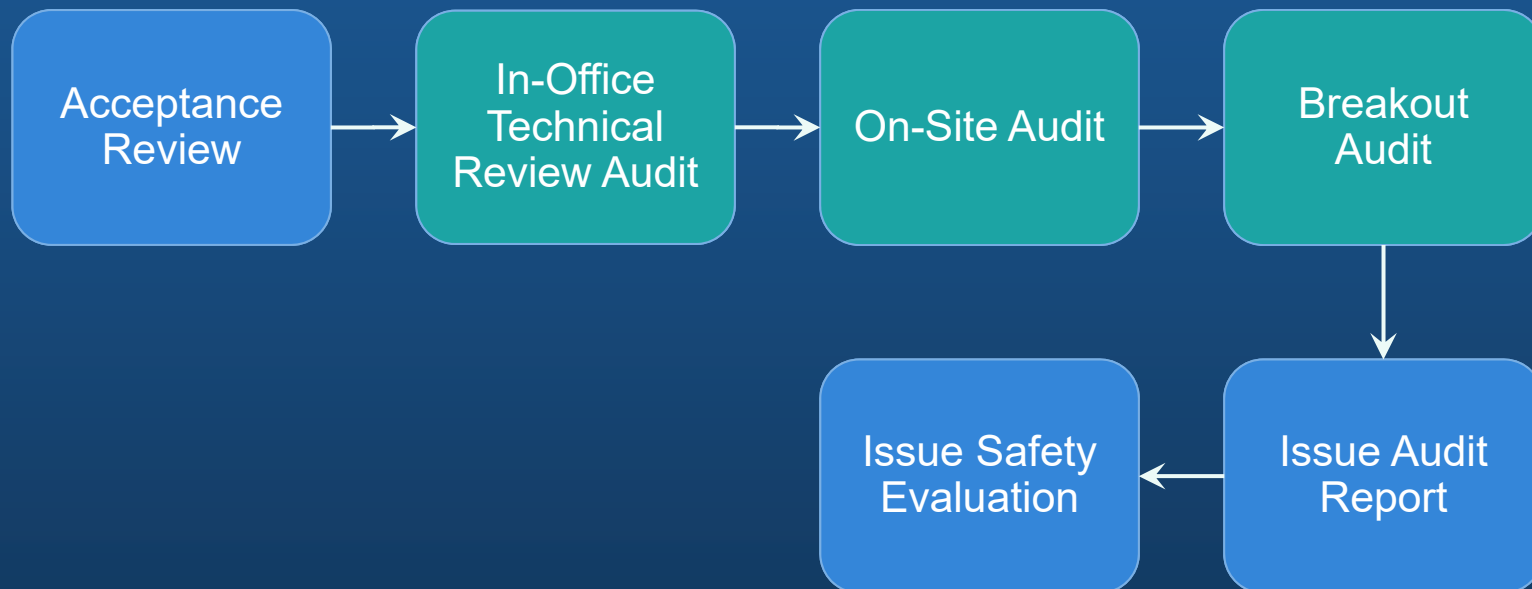 Acceptance
Review
In-Office
Technical
Review Audit
On-Site Audit
Breakout
Audit
Issue Safety
Evaluation
Issue Audit
Report